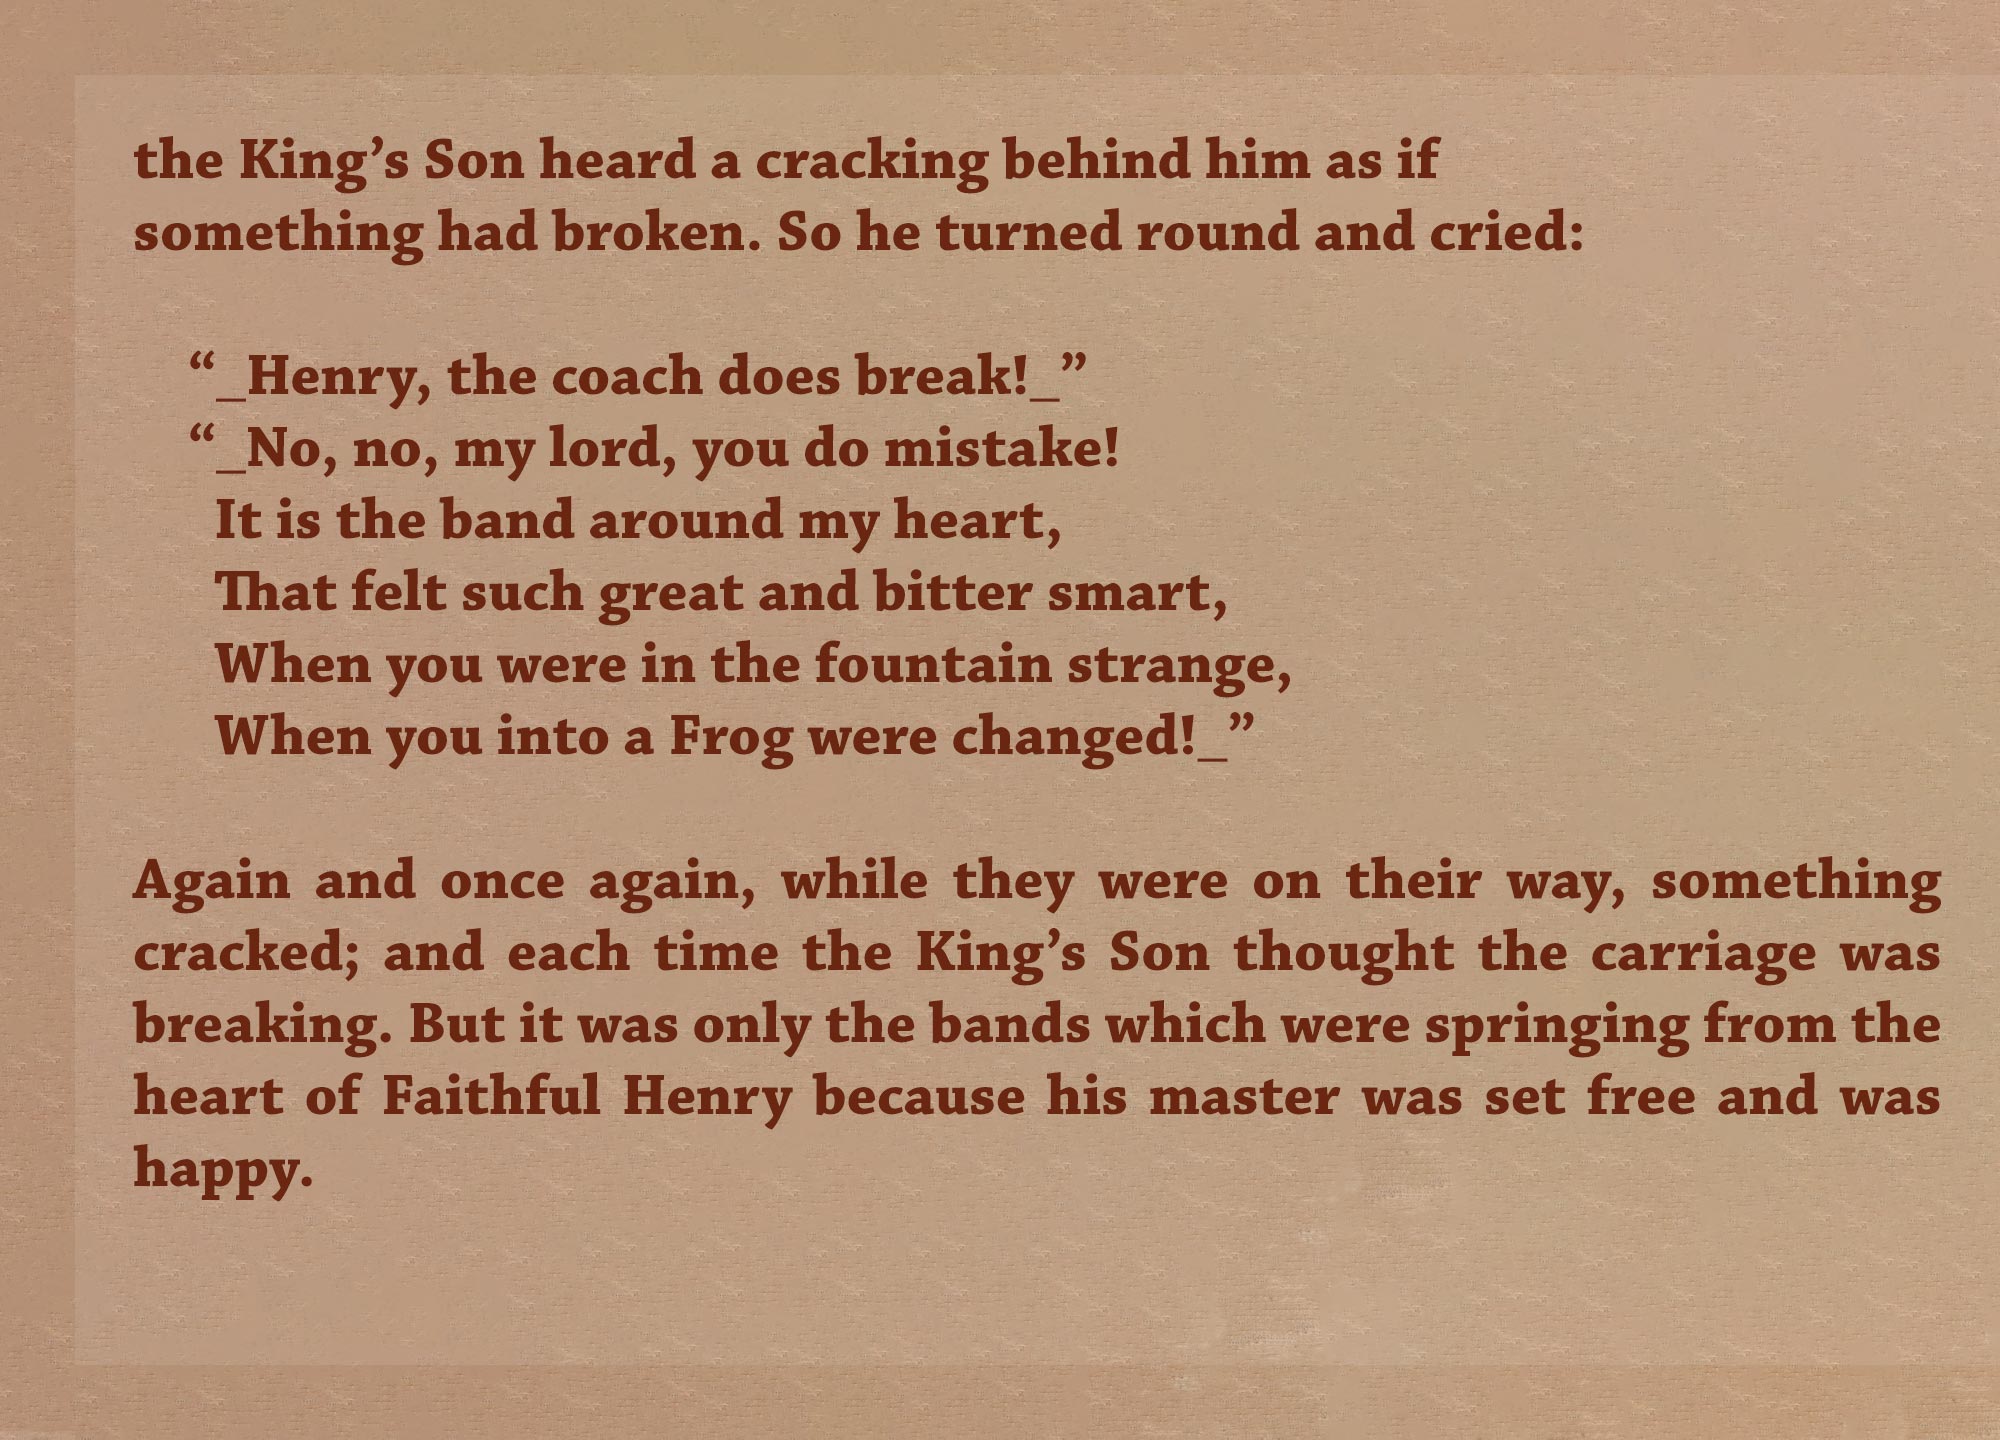 the King’s Son heard a cracking behind him as if
something had broken. So he turned round and cried:
“_Henry, the coach does break!_”
“_No, no, my lord, you do mistake!
It is the band around my heart,
That felt such great and bitter smart,
When you were in the fountain strange,
When you into a Frog were changed!_”
Again and once again, while they were on their way, something
cracked; and each time the King’s Son thought the carriage was
breaking. But it was only the bands which were springing from the
heart of Faithful Henry because his master was set free and was
happy.